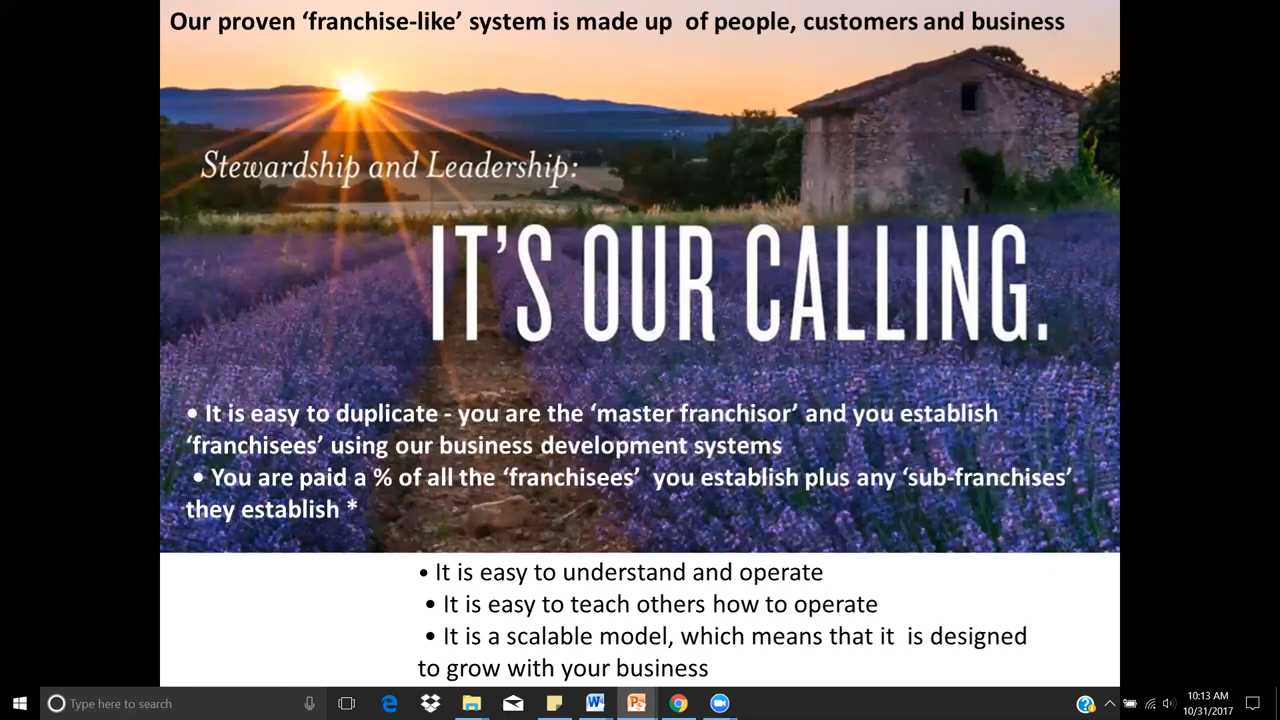 Our proven ‘franchise-like’ system is made up  of people, customers and business
Stewardship and Leadership:
IT’S OUR CALLING.
• It is easy to duplicate - you are the ‘master franchisor’ and you establish
‘franchisees’ using our business development systems
• You are paid a % of all the ‘franchisees’  you establish plus any ‘sub-franchises’
they establish *
• It is easy to understand and operate
• It is easy to teach others how to operate
• It is a scalable model, which means that it  is designed
to grow with your business
Type here to search
10:13 AM
10/31/2017